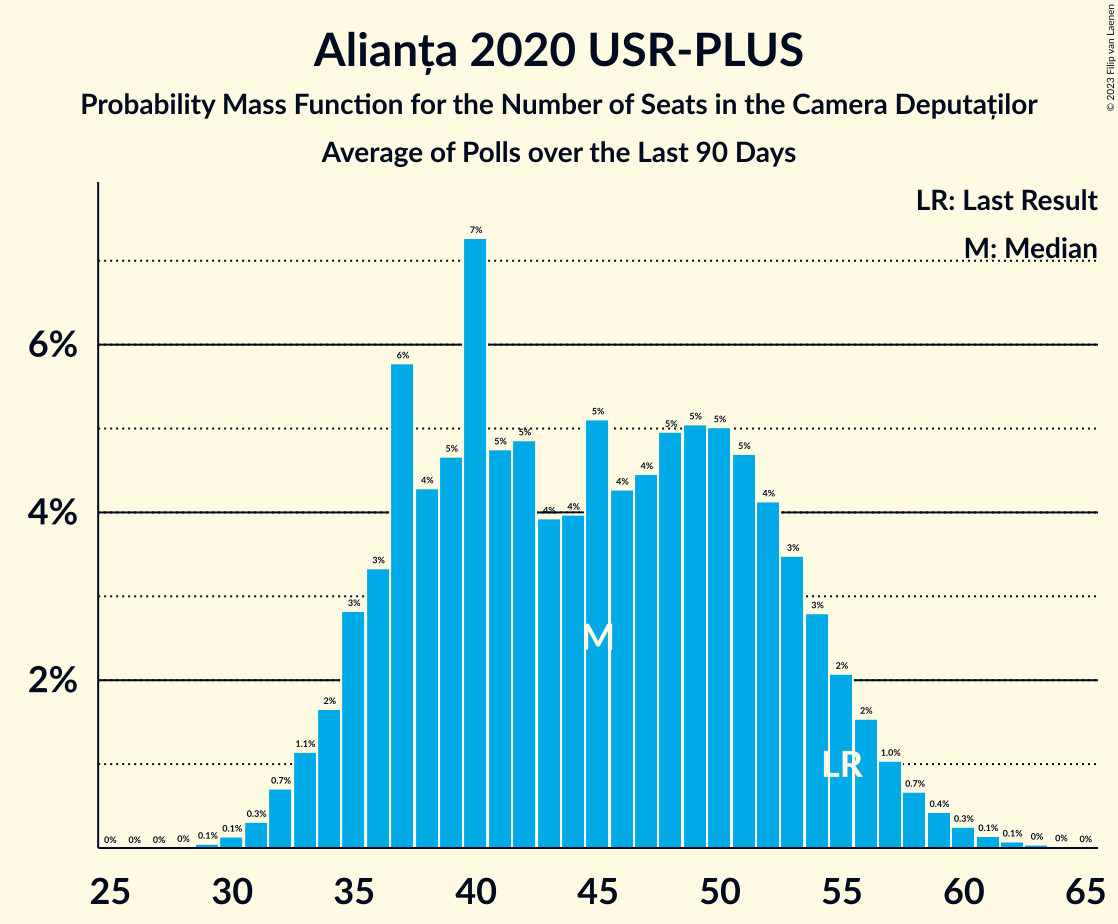 Alianța 2020 USR-PLUS
Probability Mass Function for the Number of Seats in the Camera Deputaților
Average of Polls over the Last 90 Days
© 2023 Filip van Laenen
LR: Last Result
M: Median
6%
4%
2%
0% 0% 0% 0% 0.1% 0.1% 0.3% 0.7% 1.1% 2% 3% 3% 6% 4% 5% 7% 5% 5% 4% 4% 5% 4% 4% 5% 5% 5% 5% 4% 3% 3% 2% 2% 1.0% 0.7% 0.4% 0.3% 0.1% 0.1% 0% 0% 0%
M
LR
25 30 35 40 45 50 55 60 65